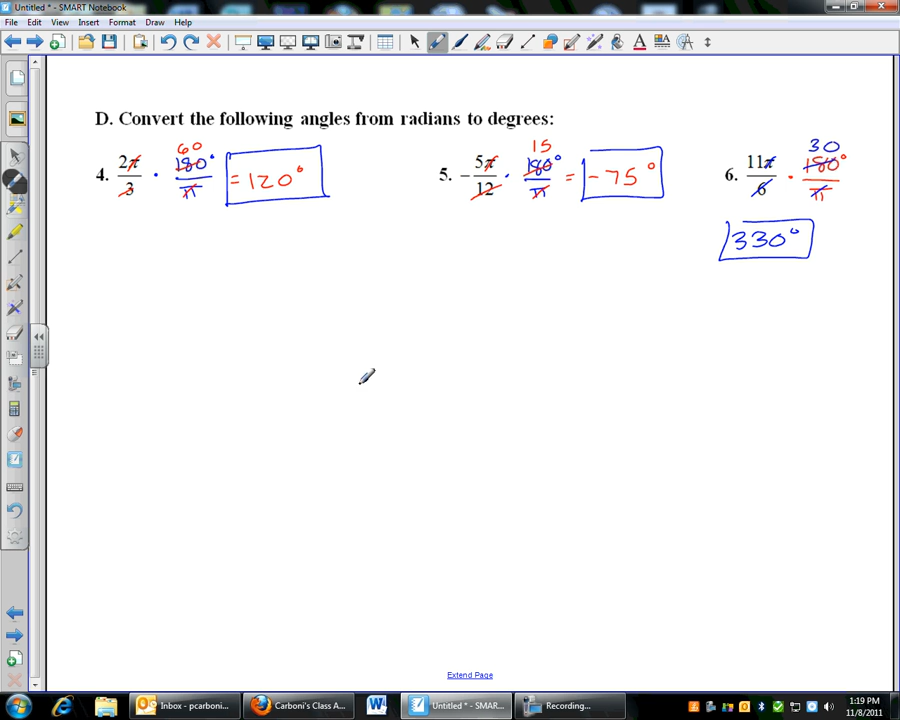 Untitled * - SMART Notebook
File Edit View Insert Format Draw Help
D. Convert the following angles from radians to degrees:
4. 2π/3 · 180°/π 60 = 120°
5. -5π/12 · 180°/π 15 = -75°
6. 11π/6 · 180°/π 30
330°
Extend Page
Inbox - pcarboni... Carboni's Class A... Untitled * - SMAR... Recording... 1:19 PM
11/8/2011